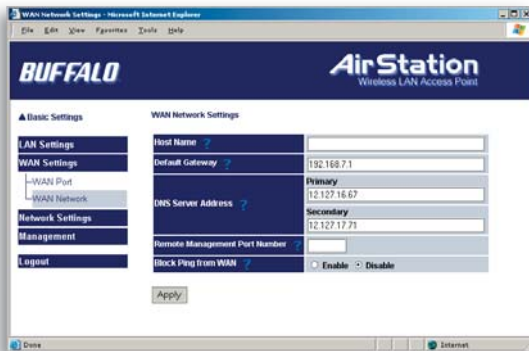 WAN Network Settings - Microsoft Internet Explorer
File Edit View Favorites Tools Help
BUFFALO
AirStation
Wireless LAN Access Point
Basic Settings
WAN Network Settings
LAN Settings
WAN Settings
WAN Port
WAN Network
Network Settings
Management
Logout
Host Name ?
Default Gateway ? 192.168.7.1
DNS Server Address ?
Primary
12.127.16.67
Secondary
12.127.17.71
Remote Management Port Number ?
Block Ping from WAN ? Enable Disable
Apply
Done Internet